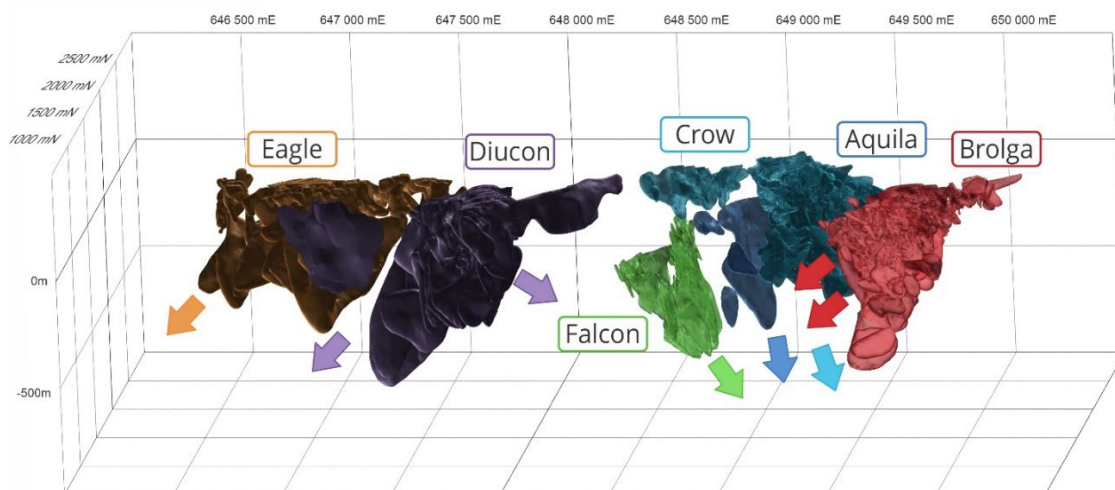 646 500 mE
647 000 mE
647 500 mE
648 000 mE
648 500 mE
649 000 mE
649 500 mE
650 000 mE
2500 mN
2000 mN
1500 mN
1000 mN
Eagle
Diucon
Crow
Aquila
Brolga
0m
Falcon
-500m